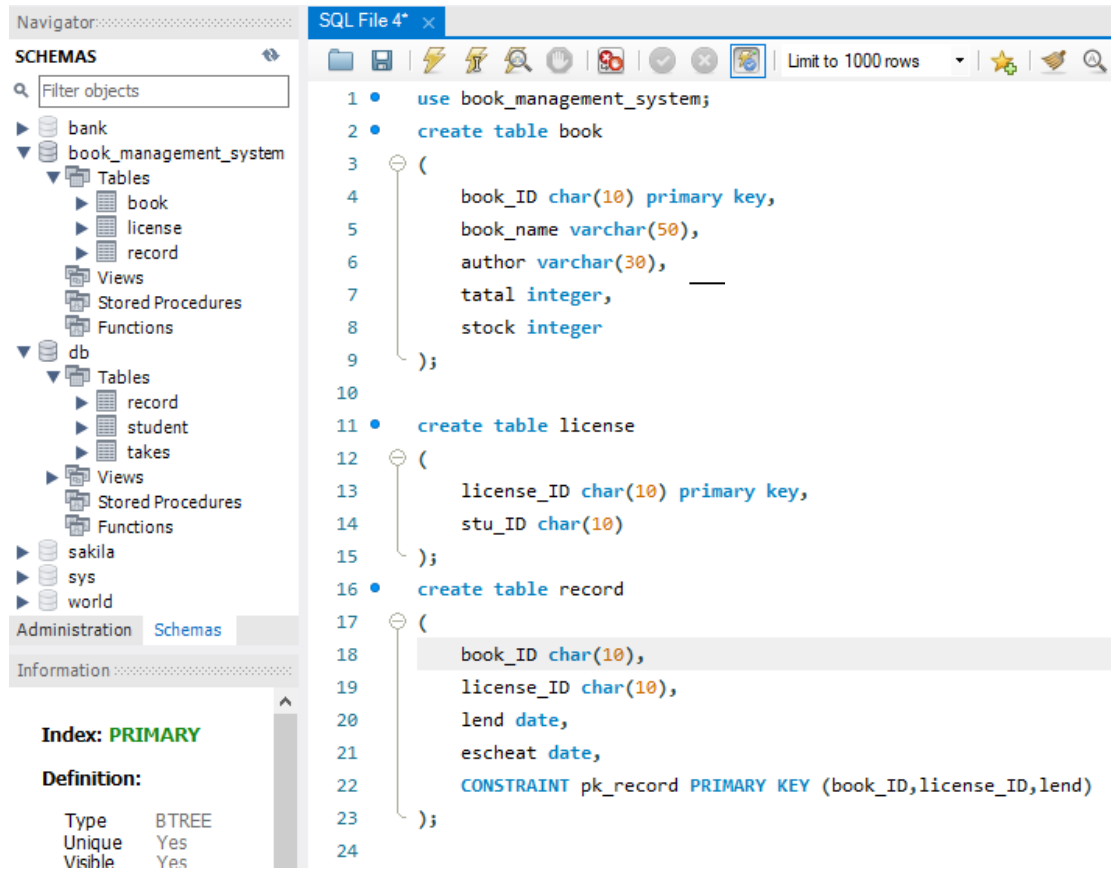 Navigator
SCHEMAS
Filter objects
bank
book_management_system
Tables
book
license
record
Views
Stored Procedures
Functions
db
Tables
record
student
takes
Views
Stored Procedures
Functions
sakila
sys
world
Administration Schemas
Information
Index: PRIMARY
Definition:
Type BTREE
Unique Yes
Visible Yes
SQL File 4*
Limit to 1000 rows
1 use book_management_system;
2 create table book
3 (
4 book_ID char(10) primary key,
5 book_name varchar(50),
6 author varchar(30),
7 tatal integer,
8 stock integer
9 );
10
11 create table license
12 (
13 license_ID char(10) primary key,
14 stu_ID char(10)
15 );
16 create table record
17 (
18 book_ID char(10),
19 license_ID char(10),
20 lend date,
21 escheat date,
22 CONSTRAINT pk_record PRIMARY KEY (book_ID,license_ID,lend)
23 );
24